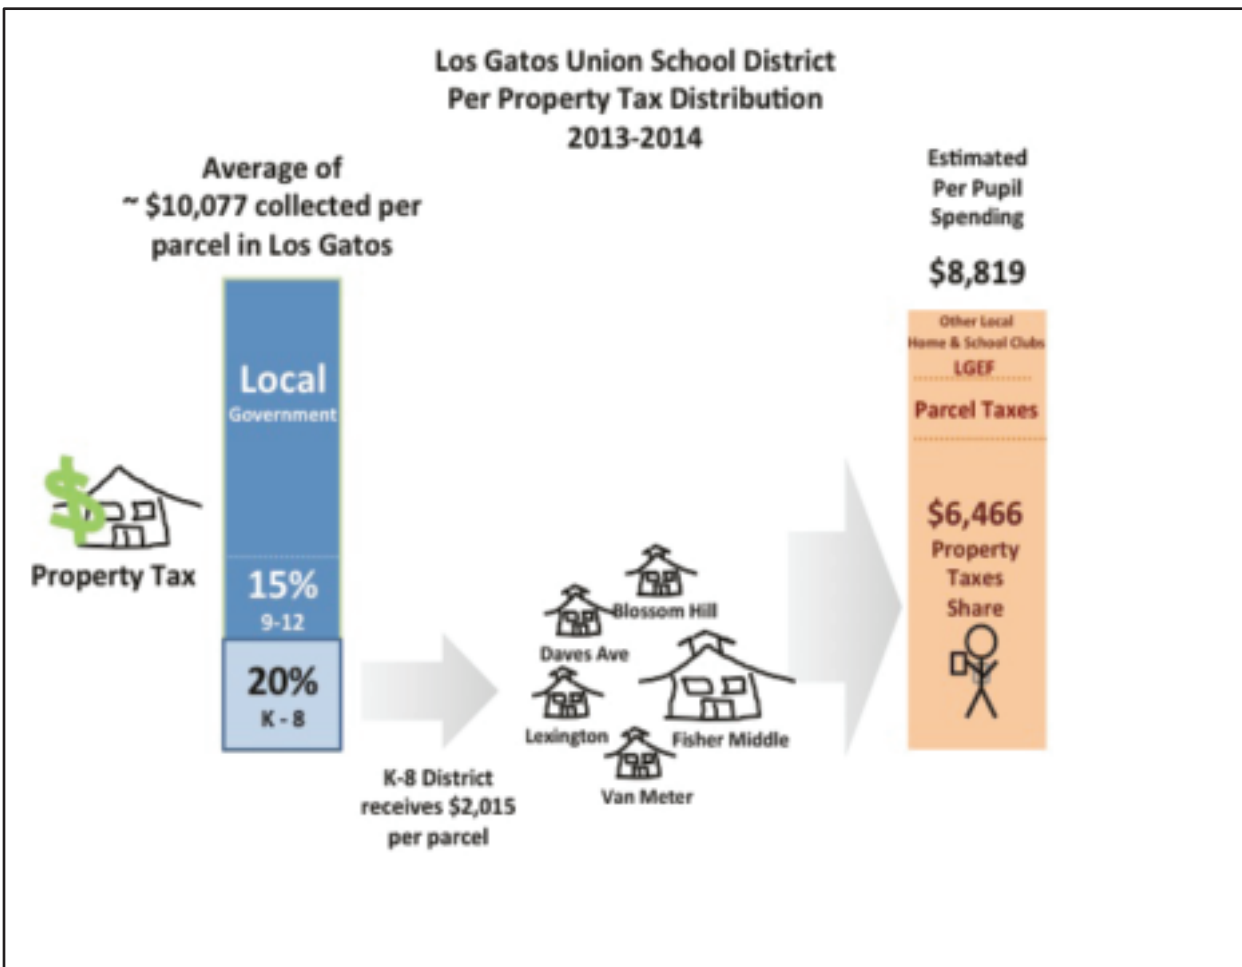 Los Gatos Union School District
Per Property Tax Distribution
2013-2014
Average of
~ $10,077 collected per
parcel in Los Gatos
Local
Government
15%
9-12
20%
K - 8
$
Property Tax
K-8 District
receives $2,015
per parcel
Blossom Hill
Daves Ave
Lexington
Fisher Middle
Van Meter
Estimated
Per Pupil
Spending
$8,819
Other Local
Home & School Clubs
LGEF
Parcel Taxes
$6,466
Property
Taxes
Share